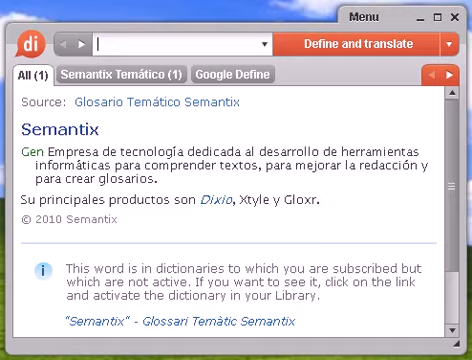 Menu
di
Define and translate
All (1)
Semantix Temático (1)
Google Define
Source: Glosario Temático Semantix
Semantix
Gen Empresa de tecnología dedicada al desarrollo de herramientas
informáticas para comprender textos, para mejorar la redacción y
para crear glosarios.
Su principales producto son Dixio, Xtyle y Gloxr.
© 2010 Semantix
i
This word is in dictionaries to which you are subscribed but
which are not active. If you want to see it, click on the link
and activate the dictionary in your Library.
"Semantix" - Glossari Temàtic Semantix